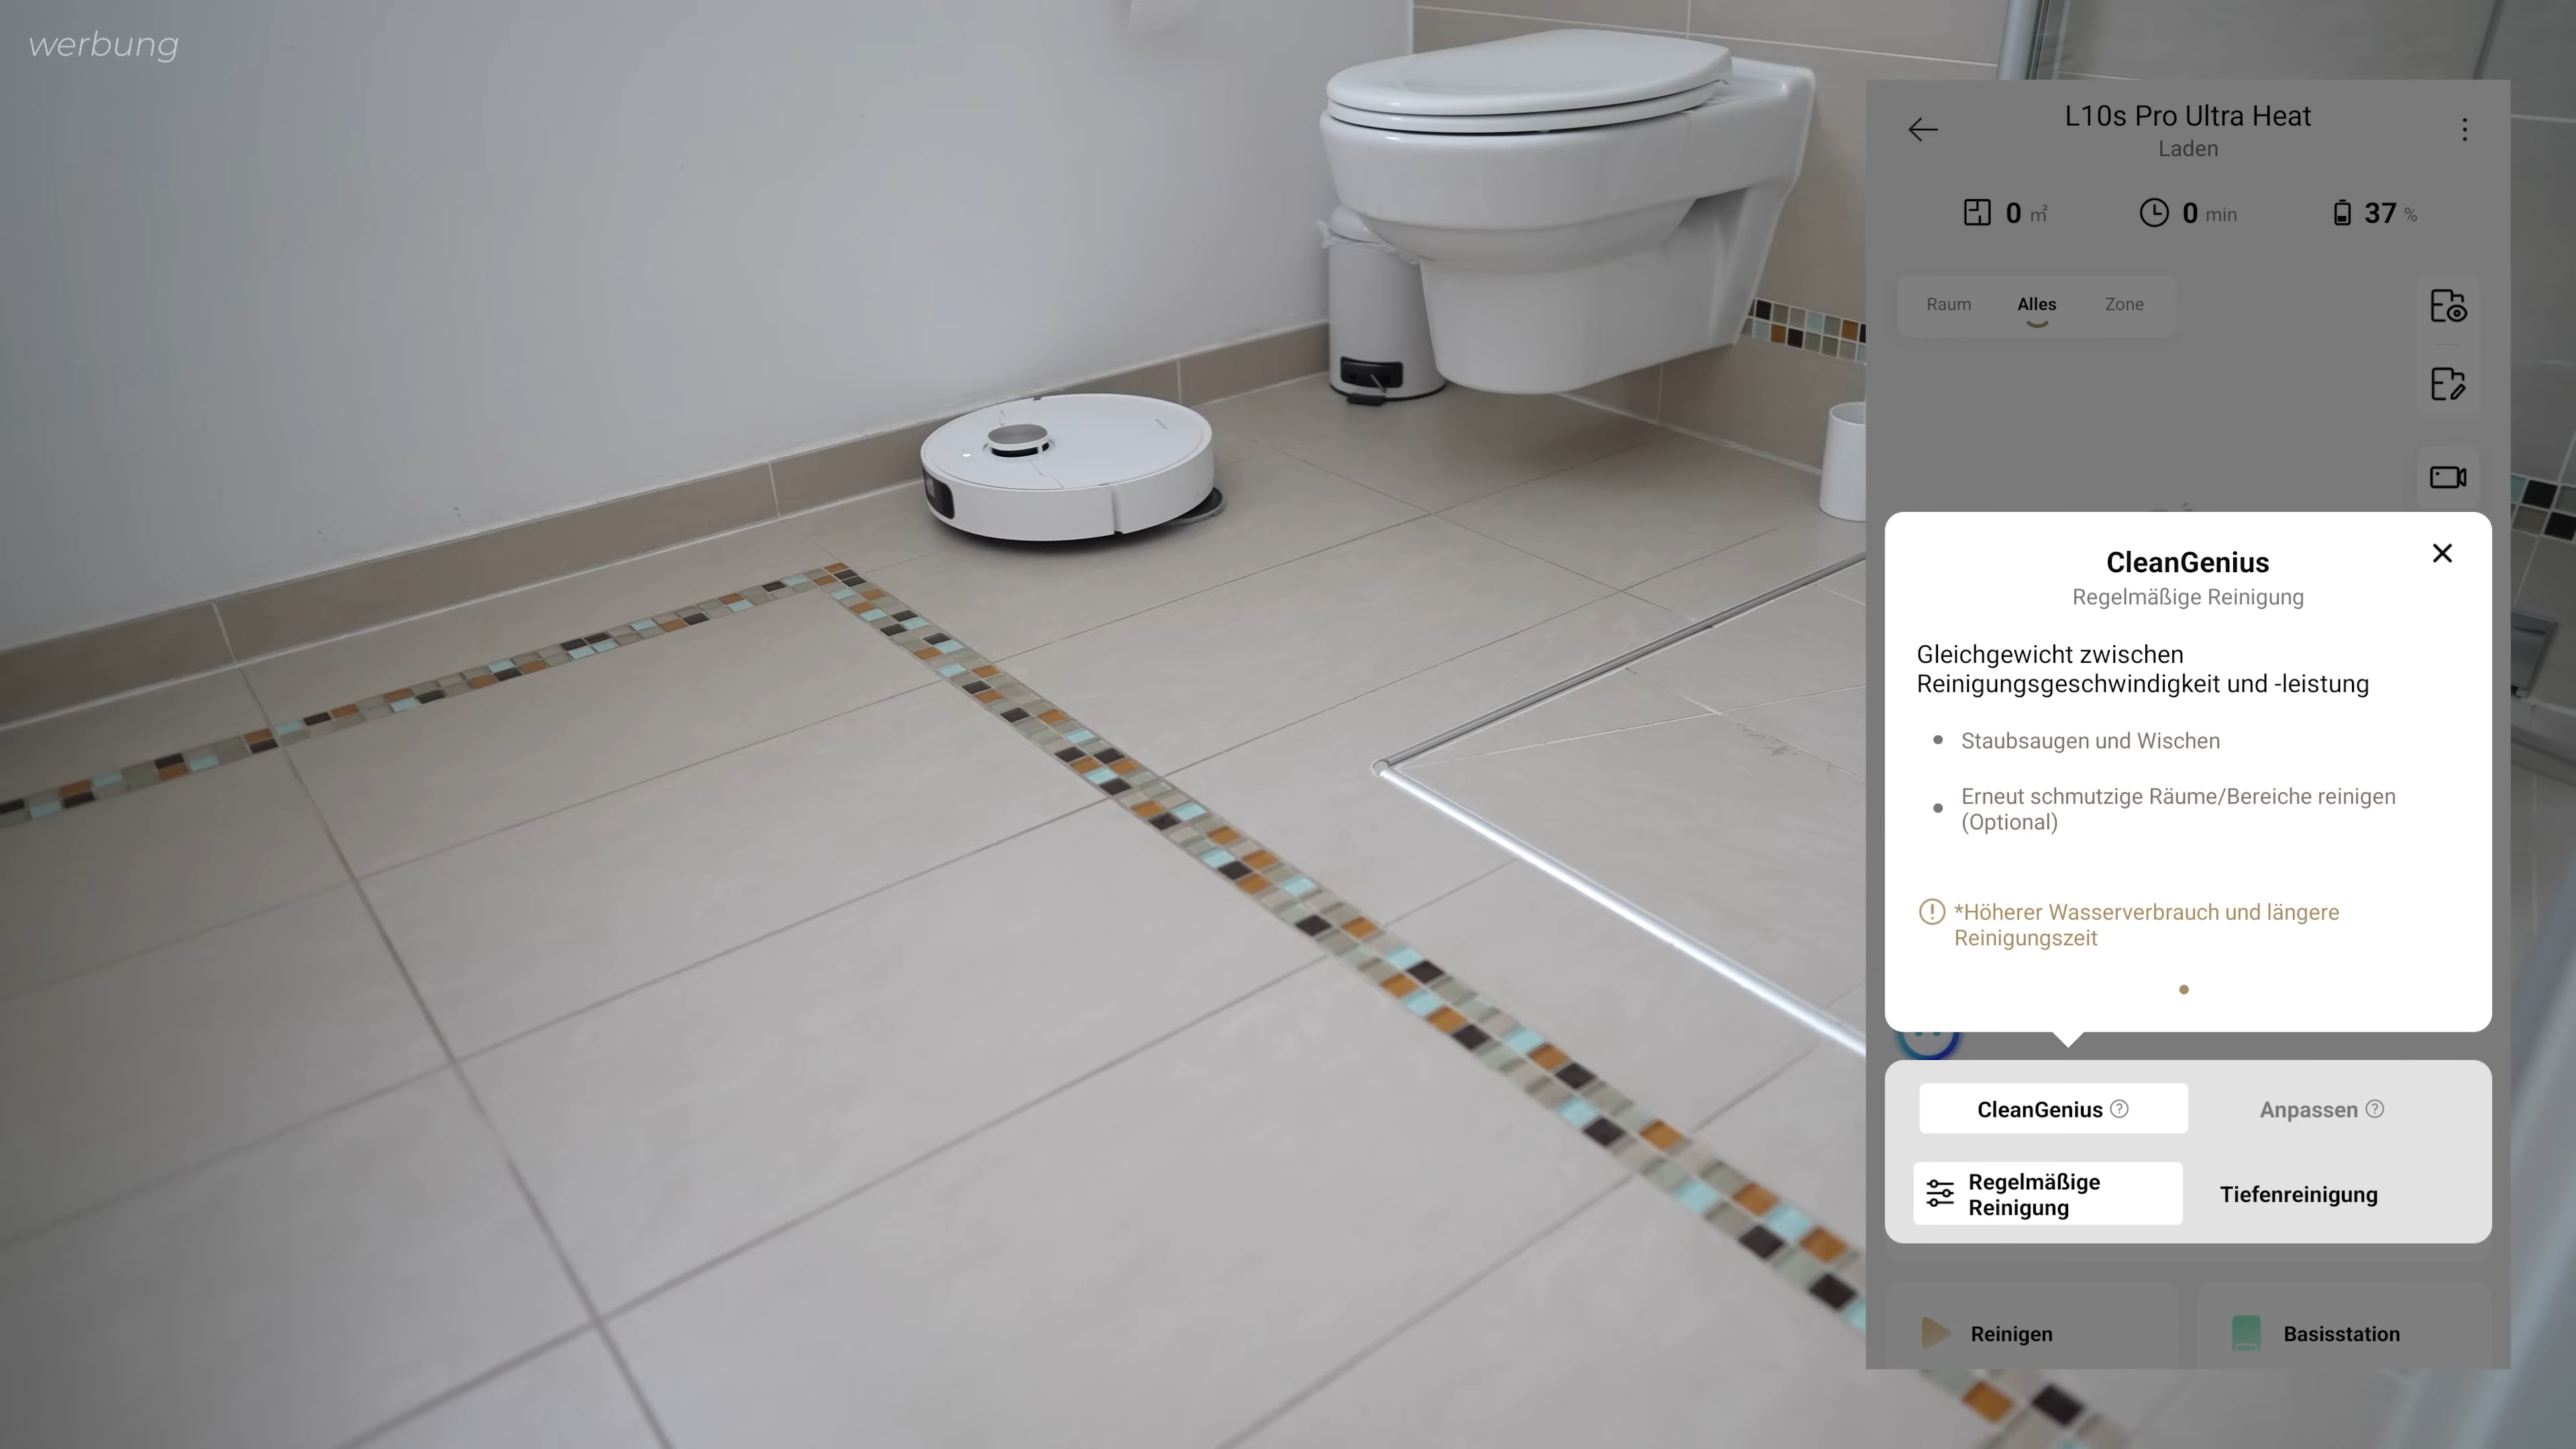 werbung
L10s Pro Ultra Heat
Laden
0 m²
0 min
37 %
Raum
Alles
Zone
CleanGenius
Regelmäßige Reinigung
Gleichgewicht zwischen
Reinigungsgeschwindigkeit und -leistung
Staubsaugen und Wischen
Erneut schmutzige Räume/Bereiche reinigen
(Optional)
*Höherer Wasserverbrauch und längere
Reinigungszeit
CleanGenius
Anpassen
Regelmäßige
Reinigung
Tiefenreinigung
Reinigen
Basisstation